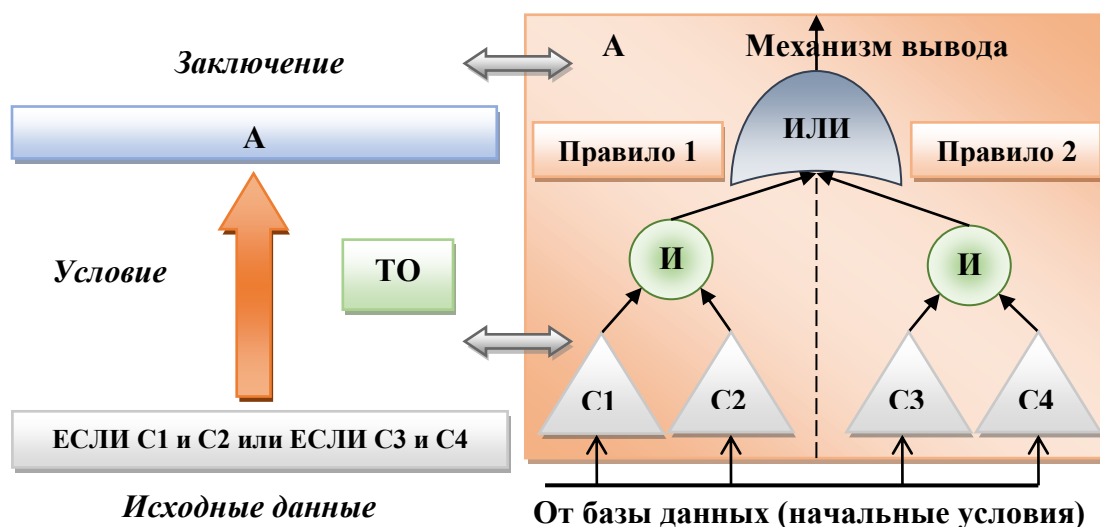 Заключение
А
Условие
ТО
ЕСЛИ С1 и С2 или ЕСЛИ С3 и С4
Исходные данные
А
Механизм вывода
ИЛИ
Правило 1
Правило 2
И
И
С1
С2
С3
С4
От базы данных (начальные условия)